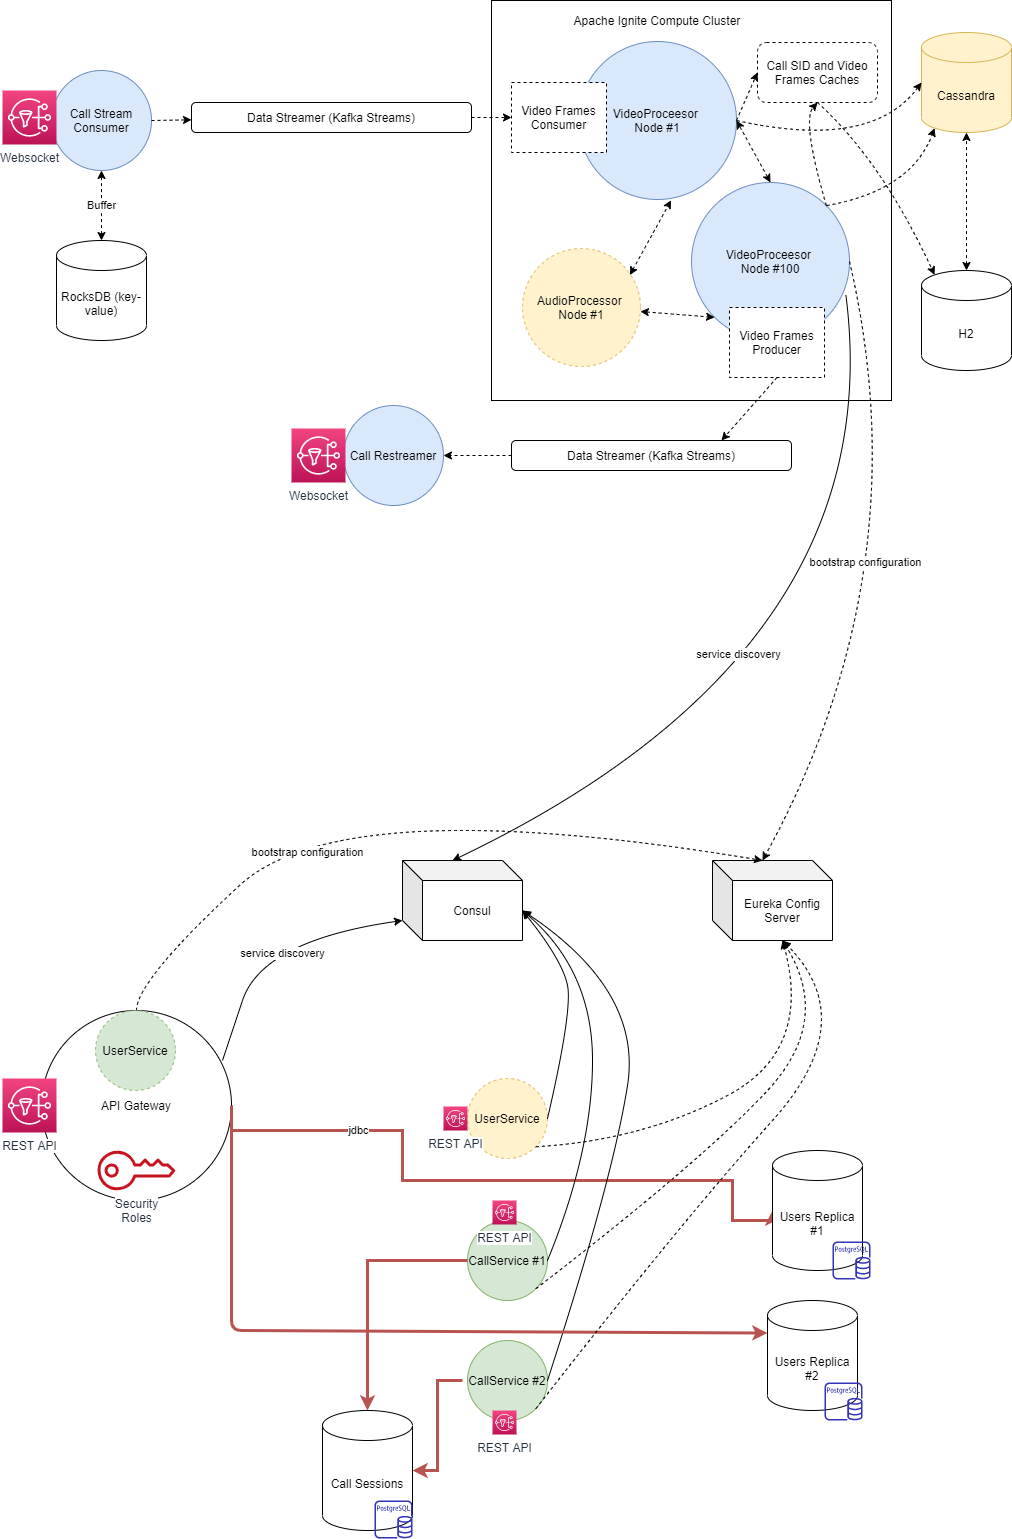 Apache Ignite Compute Cluster
Call SID and Video
Frames Caches
Cassandra
Call Stream
Consumer
Websocket
Data Streamer (Kafka Streams)
Video Frames
Consumer
VideoProceesor
Node #1
Buffer
RocksDB (key-
value)
VideoProceesor
Node #100
AudioProcessor
Node #1
Video Frames
Producer
H2
Call Restreamer
Websocket
Data Streamer (Kafka Streams)
bootstrap configuration
service discovery
bootstrap configuration
Consul
Eureka Config
Server
service discovery
UserService
API Gateway
REST API
Security
Roles
jdbc
UserService
REST API
Users Replica
#1
PostgreSQL
REST API
CallService #1
Users Replica
#2
PostgreSQL
CallService #2
REST API
Call Sessions
PostgreSQL